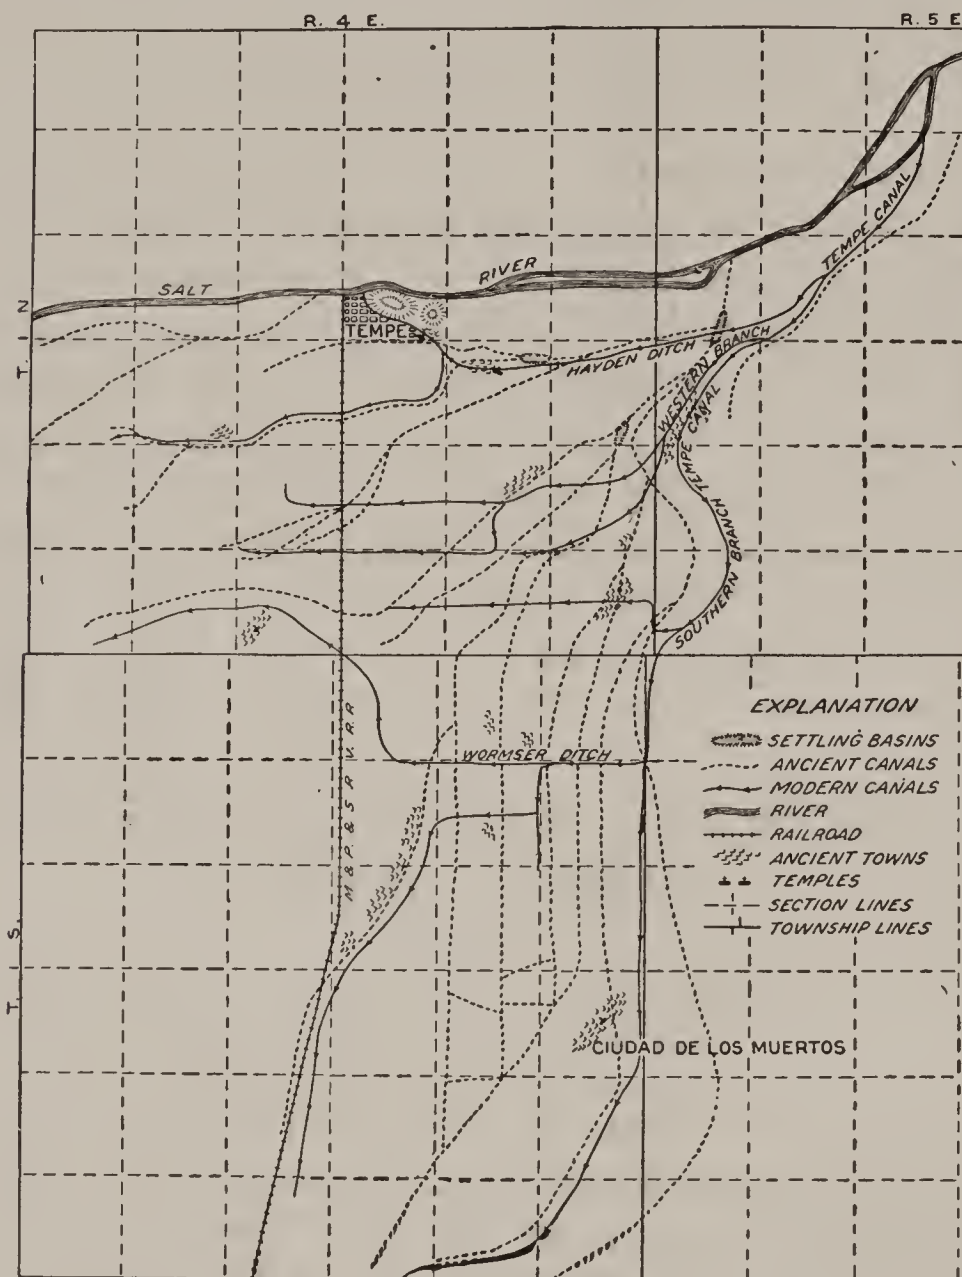 R. 4 E.
R. 5 E
SALT
RIVER
TEMPE CANAL
N
TEMPE
HAYDEN DITCH
WESTERN BRANCH
T. 1
TEMPE CANAL
SOUTHERN BRANCH
EXPLANATION
SETTLING BASINS
ANCIENT CANALS
MODERN CANALS
RIVER
RAILROAD
ANCIENT TOWNS
TEMPLES
SECTION LINES
TOWNSHIP LINES
WORMSER DITCH
M & P. & S R V. R R
T. S.
CIUDAD DE LOS MUERTOS